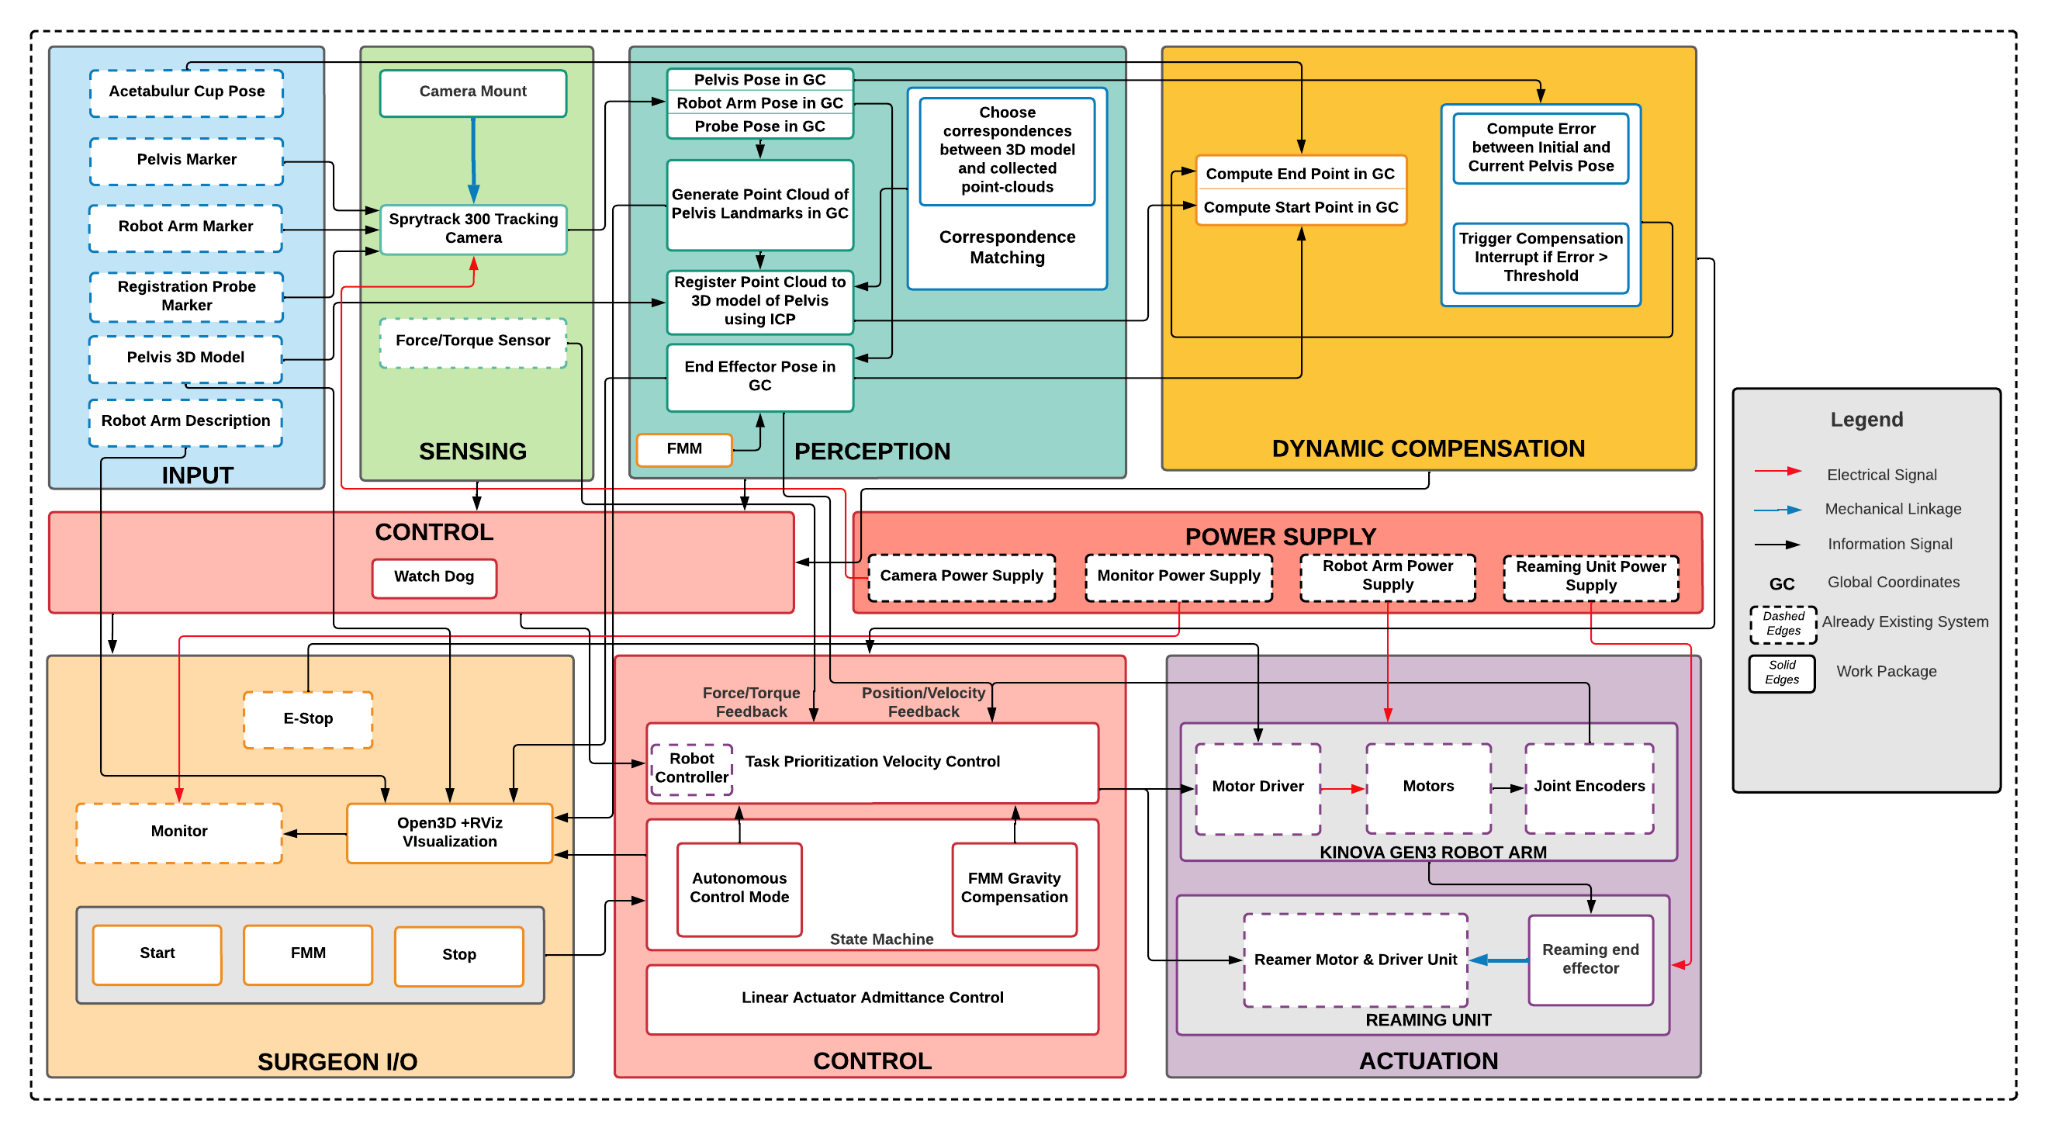 Acetabulur Cup Pose
Pelvis Marker
Robot Arm Marker
Registration Probe
Marker
Pelvis 3D Model
Robot Arm Description
INPUT
Camera Mount
Sprytrack 300 Tracking
Camera
Force/Torque Sensor
SENSING
Pelvis Pose in GC
Robot Arm Pose in GC
Probe Pose in GC
Generate Point Cloud of
Pelvis Landmarks in GC
Register Point Cloud to
3D model of Pelvis
using ICP
End Effector Pose in
GC
FMM
Choose
correspondences
between 3D model
and collected
point-clouds
Correspondence
Matching
PERCEPTION
Compute End Point in GC
Compute Start Point in GC
Compute Error
between Initial and
Current Pelvis Pose
Trigger Compensation
Interrupt if Error >
Threshold
DYNAMIC COMPENSATION
Legend
Electrical Signal
Mechanical Linkage
Information Signal
GC
Global Coordinates
Dashed
Edges
Already Existing System
Solid
Edges
Work Package
CONTROL
Watch Dog
POWER SUPPLY
Camera Power Supply
Monitor Power Supply
Robot Arm Power
Supply
Reaming Unit Power
Supply
E-Stop
Monitor
Open3D +RViz
VIsualization
Start
FMM
Stop
SURGEON I/O
Force/Torque
Feedback
Position/Velocity
Feedback
Robot
Controller
Task Prioritization Velocity Control
Autonomous
Control Mode
FMM Gravity
Compensation
State Machine
Linear Actuator Admittance Control
CONTROL
Motor Driver
Motors
Joint Encoders
KINOVA GEN3 ROBOT ARM
Reamer Motor & Driver Unit
Reaming end
effector
REAMING UNIT
ACTUATION